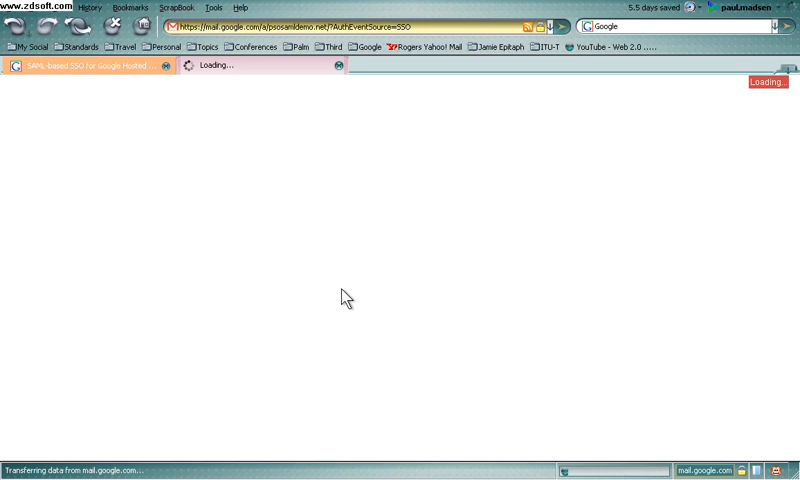 www.zdsoft.com History Bookmarks ScrapBook Tools Help 5.5 days saved paul.madsen
https://mail.google.com/a/psosamldemo.net/?AuthEventSource=SSO Google
My Social Standards Travel Personal Topics Conferences Palm Third Google Rogers Yahoo! Mail Jamie Epitaph ITU-T YouTube - Web 2.0 .....
SAML-based SSO for Google Hosted ... Loading...
Loading...
Transferring data from mail.google.com... mail.google.com